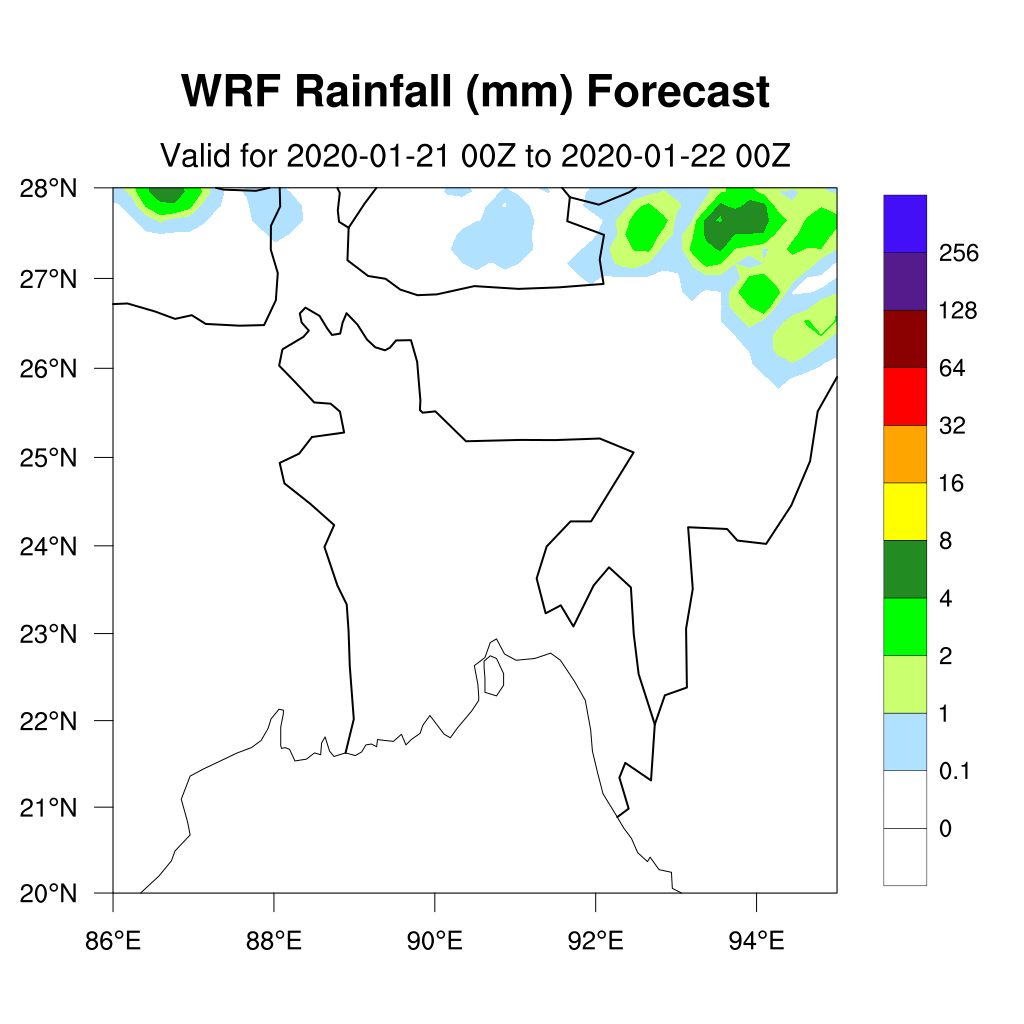 WRF Rainfall (mm) Forecast
Valid for 2020-01-21 00Z to 2020-01-22 00Z
28°N
27°N
26°N
25°N
24°N
23°N
22°N
21°N
20°N
86°E 88°E 90°E 92°E 94°E
256
128
64
32
16
8
4
2
1
0.1
0